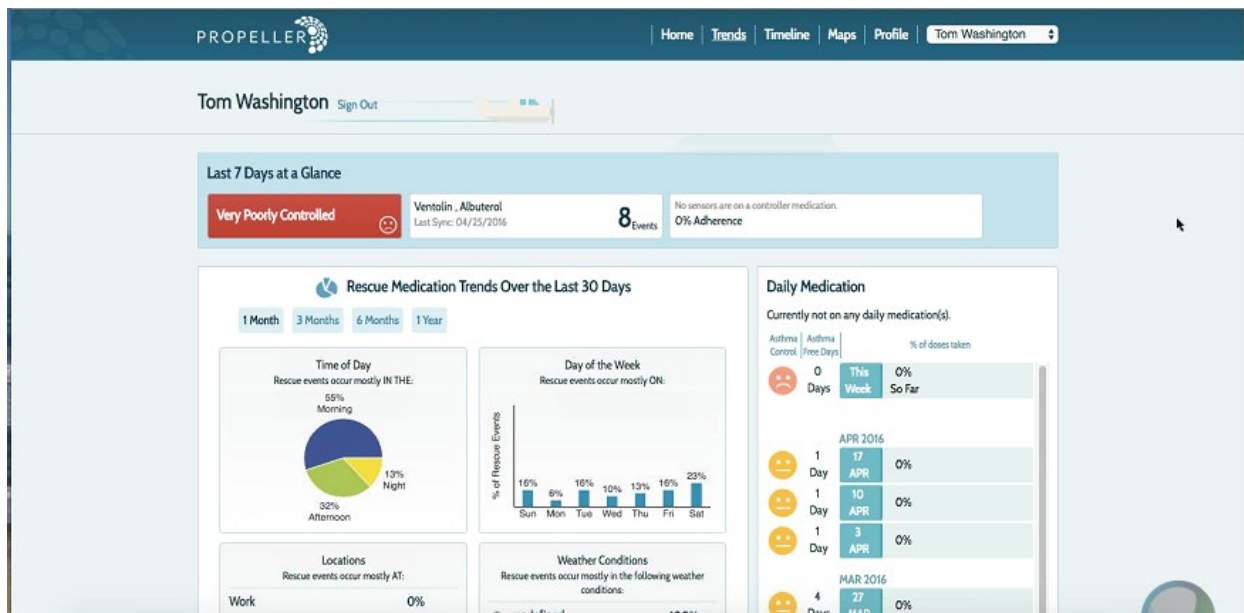 PROPELLER
Home Trends Timeline Maps Profile Tom Washington
Tom Washington Sign Out
Last 7 Days at a Glance
Very Poorly Controlled
Ventolin , Albuterol
Last Sync: 04/25/2016
8 Events
No sensors are on a controller medication.
0% Adherence
Rescue Medication Trends Over the Last 30 Days
1 Month 3 Months 6 Months 1 Year
Time of Day
Rescue events occur mostly IN THE:
55%
Morning
13%
Night
32%
Afternoon
Day of the Week
Rescue events occur mostly ON:
% of Rescue Events
16% 6% 16% 10% 13% 16% 23%
Sun Mon Tue Wed Thu Fri Sat
Locations
Rescue events occur mostly AT:
Work 0%
Weather Conditions
Rescue events occur mostly in the following weather
conditions:
Daily Medication
Currently not on any daily medication(s).
Asthma Control
Asthma Free Days
% of doses taken
0 Days
This Week
0%
So Far
APR 2016
1 Day
17 APR
0%
1 Day
10 APR
0%
1 Day
3 APR
0%
MAR 2016
4
27
0%